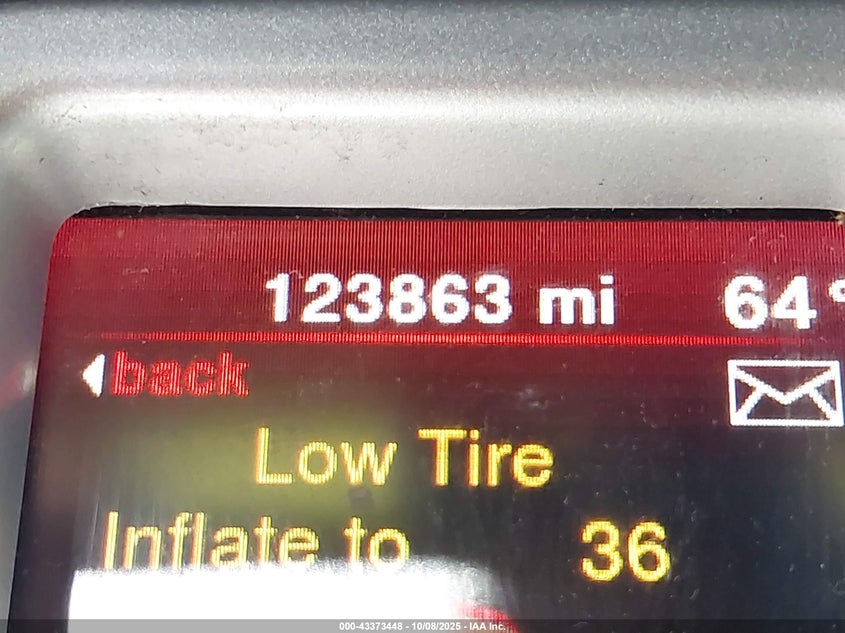 123863 mi 64°
back
Low Tire
Inflate to 36
000-43373448 - 10/08/2025 - IAA Inc.